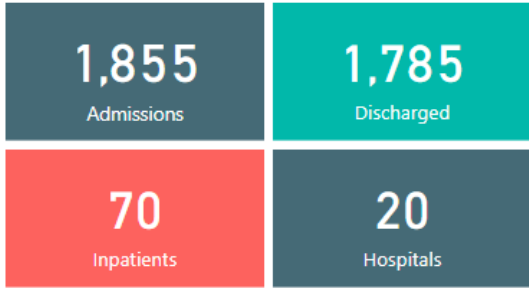 1,855
Admissions
1,785
Discharged
70
Inpatients
20
Hospitals